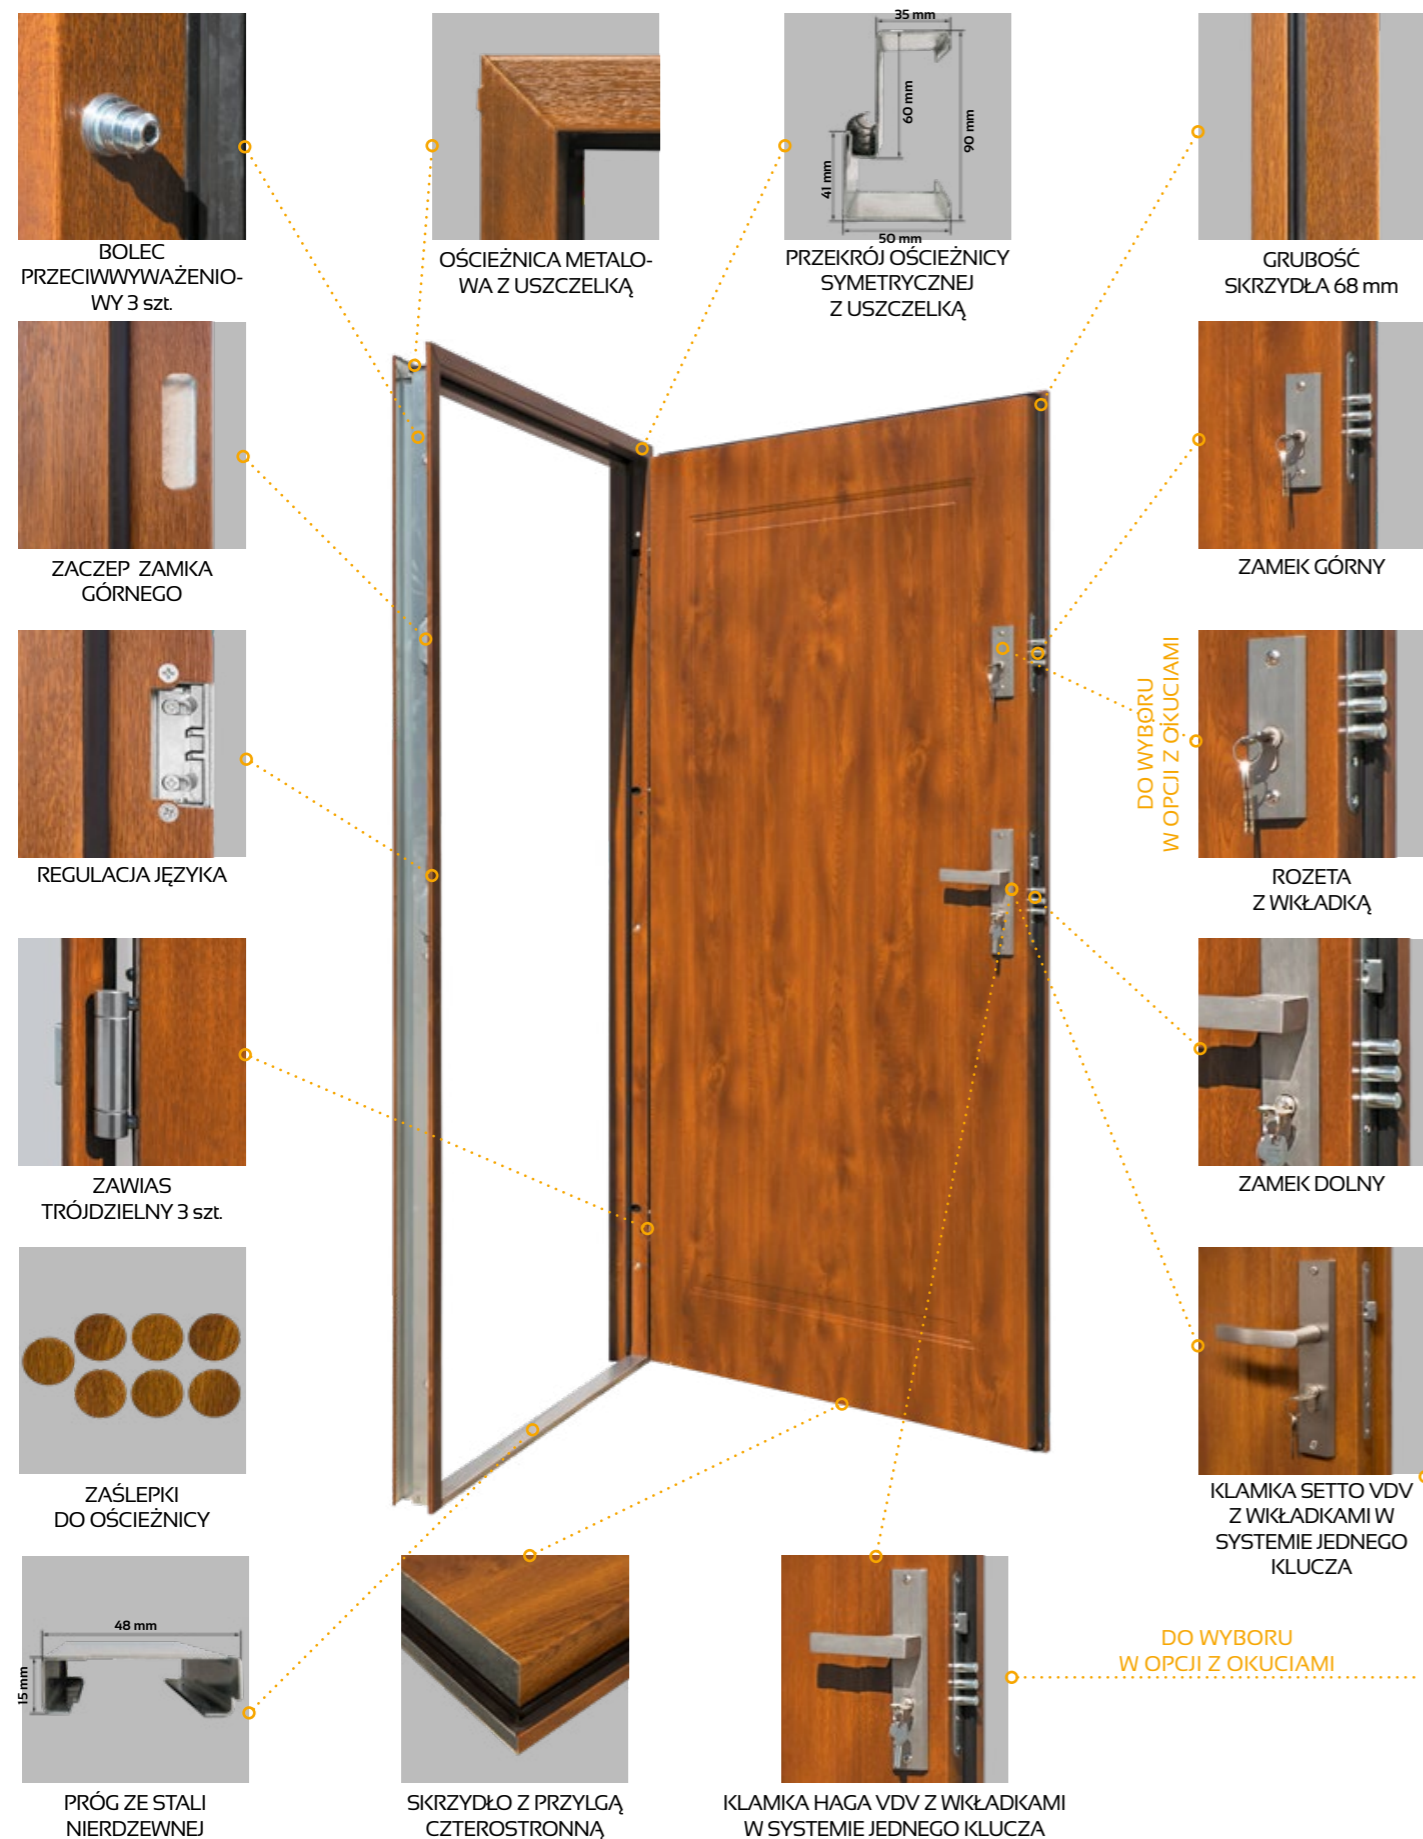 35 mm
60 mm
90 mm
41 mm
50 mm
BOLEC
PRZECIWWYWAŻENIO-
WY 3 szt.
OŚCIEŻNICA METALO-
WA Z USZCZELKĄ
PRZEKRÓJ OŚCIEŻNICY
SYMETRYCZNEJ
Z USZCZELKĄ
GRUBOŚĆ
SKRZYDŁA 68 mm
ZACZEP ZAMKA
GÓRNEGO
ZAMEK GÓRNY
DO WYBORU
W OPCJI Z OKUCIAMI
REGULACJA JĘZYKA
ROZETA
Z WKŁADKĄ
ZAWIAS
TRÓJDZIELNY 3 szt.
ZAMEK DOLNY
ZAŚLEPKI
DO OŚCIEŻNICY
KLAMKA SETTO VDV
Z WKŁADKAMI W
SYSTEMIE JEDNEGO
KLUCZA
48 mm
15 mm
DO WYBORU
W OPCJI Z OKUCIAMI
PRÓG ZE STALI
NIERDZEWNEJ
SKRZYDŁO Z PRZYLGĄ
CZTEROSTRONNĄ
KLAMKA HAGA VDV Z WKŁADKAMI
W SYSTEMIE JEDNEGO KLUCZA